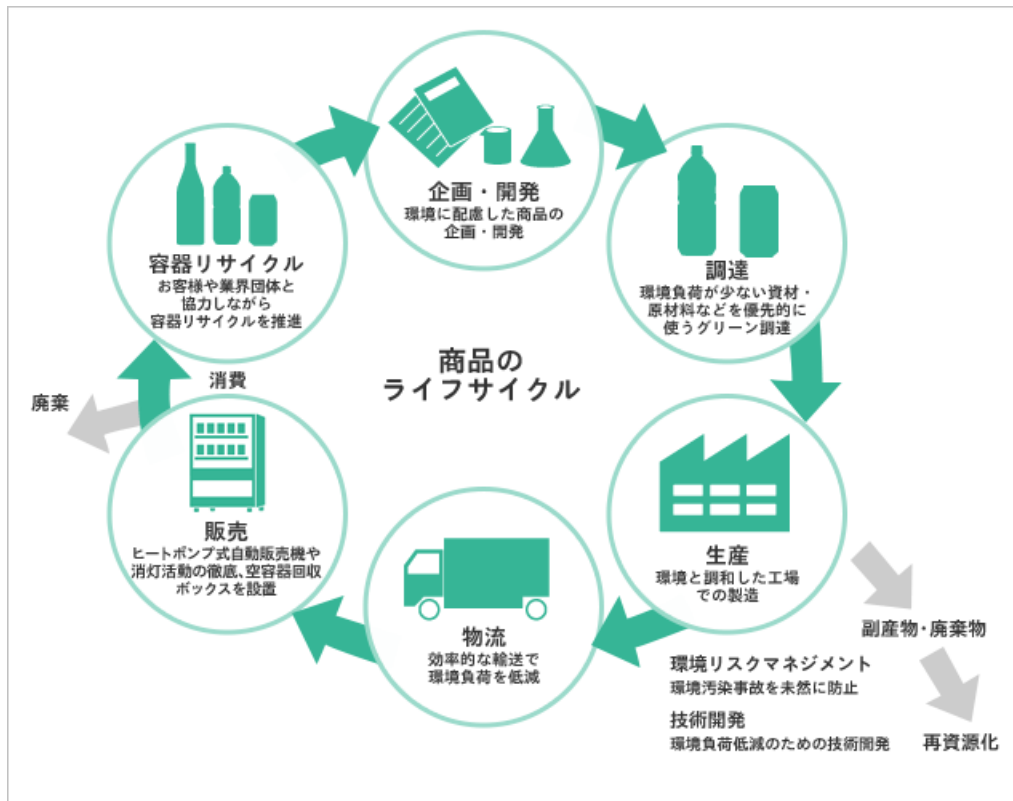 企画・開発
環境に配慮した商品の
企画・開発
調達
環境負荷が少ない資材・
原材料などを優先的に
使うグリーン調達
生産
環境と調和した工場
での製造
副産物・廃棄物
再資源化
環境リスクマネジメント
環境汚染事故を未然に防止
技術開発
環境負荷低減のための技術開発
物流
効率的な輸送で
環境負荷を低減
販売
ヒートポンプ式自動販売機や
消灯活動の徹底、空容器回収
ボックスを設置
消費
廃棄
容器リサイクル
お客様や業界団体と
協力しながら
容器リサイクルを推進
商品の
ライフサイクル